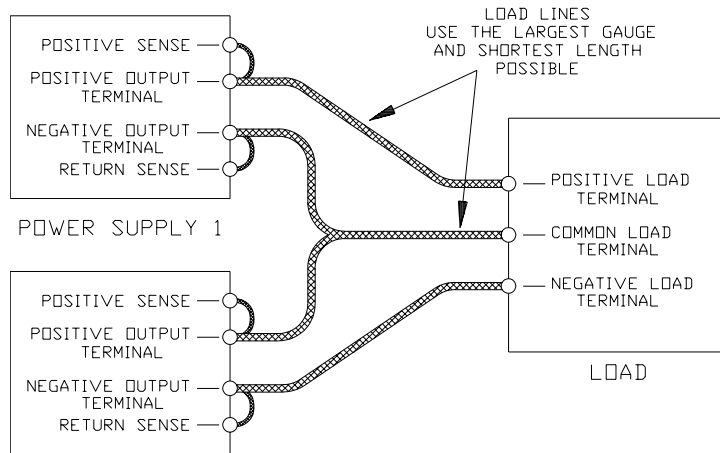 LOAD LINES
USE THE LARGEST GAUGE
AND SHORTEST LENGTH
POSSIBLE
POSITIVE SENSE
POSITIVE OUTPUT
TERMINAL
NEGATIVE OUTPUT
TERMINAL
RETURN SENSE
POWER SUPPLY 1
POSITIVE LOAD
TERMINAL
COMMON LOAD
TERMINAL
NEGATIVE LOAD
TERMINAL
LOAD
POSITIVE SENSE
POSITIVE OUTPUT
TERMINAL
NEGATIVE OUTPUT
TERMINAL
RETURN SENSE